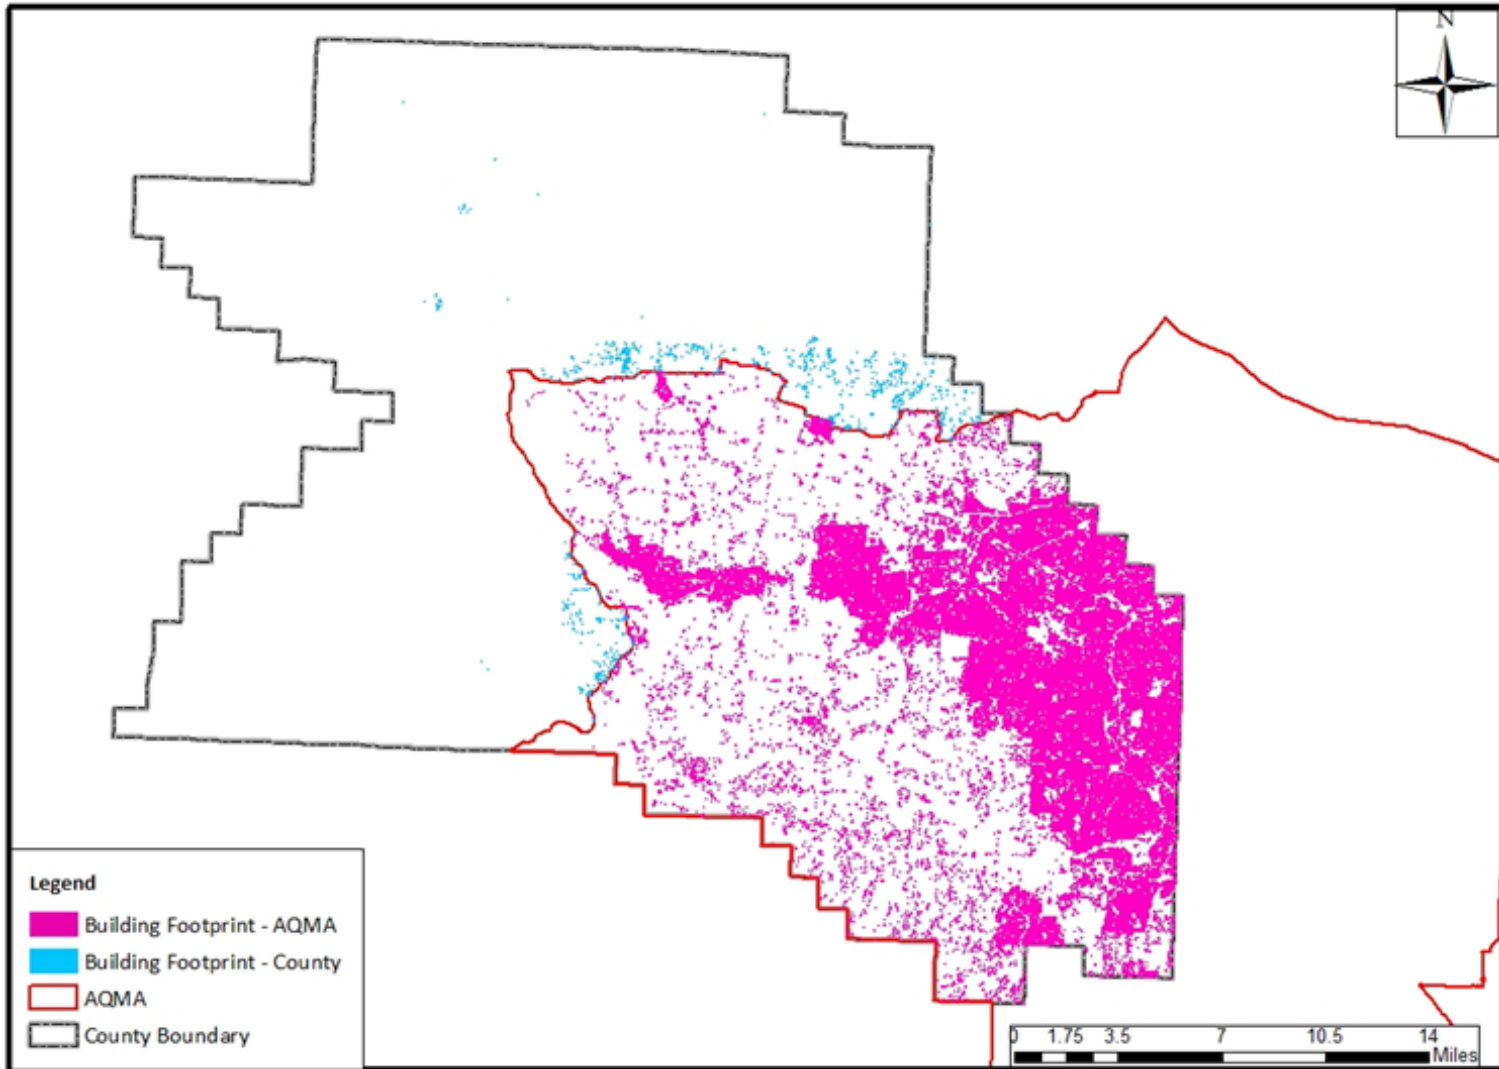 N
Legend
Building Footprint - AQMA
Building Footprint - County
AQMA
County Boundary
0 1.75 3.5 7 10.5 14
Miles